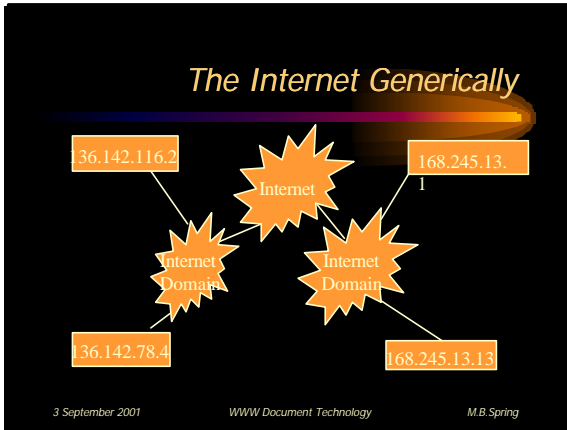 The Internet Generically
136.142.116.2
Internet
168.245.13.
1
Internet
Domain
Internet
Domain
136.142.78.4
168.245.13.13
3 September 2001
WWW Document Technology
M.B.Spring